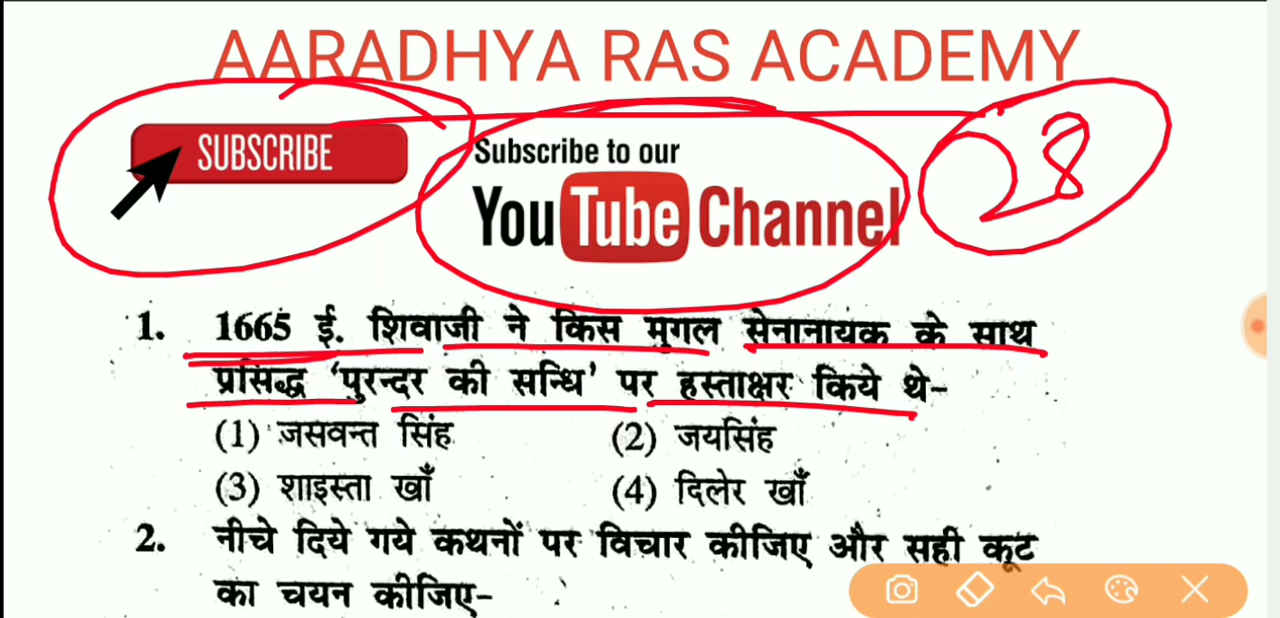 AARADHYA RAS ACADEMY
SUBSCRIBE
Subscribe to our
YouTube Channel
28
1. 1665 ई. शिवाजी ने किस मुगल सेनानायक के साथ
प्रसिद्ध 'पुरन्दर की सन्धि' पर हस्ताक्षर किये थे-
(1) जसवन्त सिंह (2) जयसिंह
(3) शाइस्ता खाँ (4) दिलेर खाँ
2. नीचे दिये गये कथनों पर विचार कीजिए और सही कूट
का चयन कीजिए-